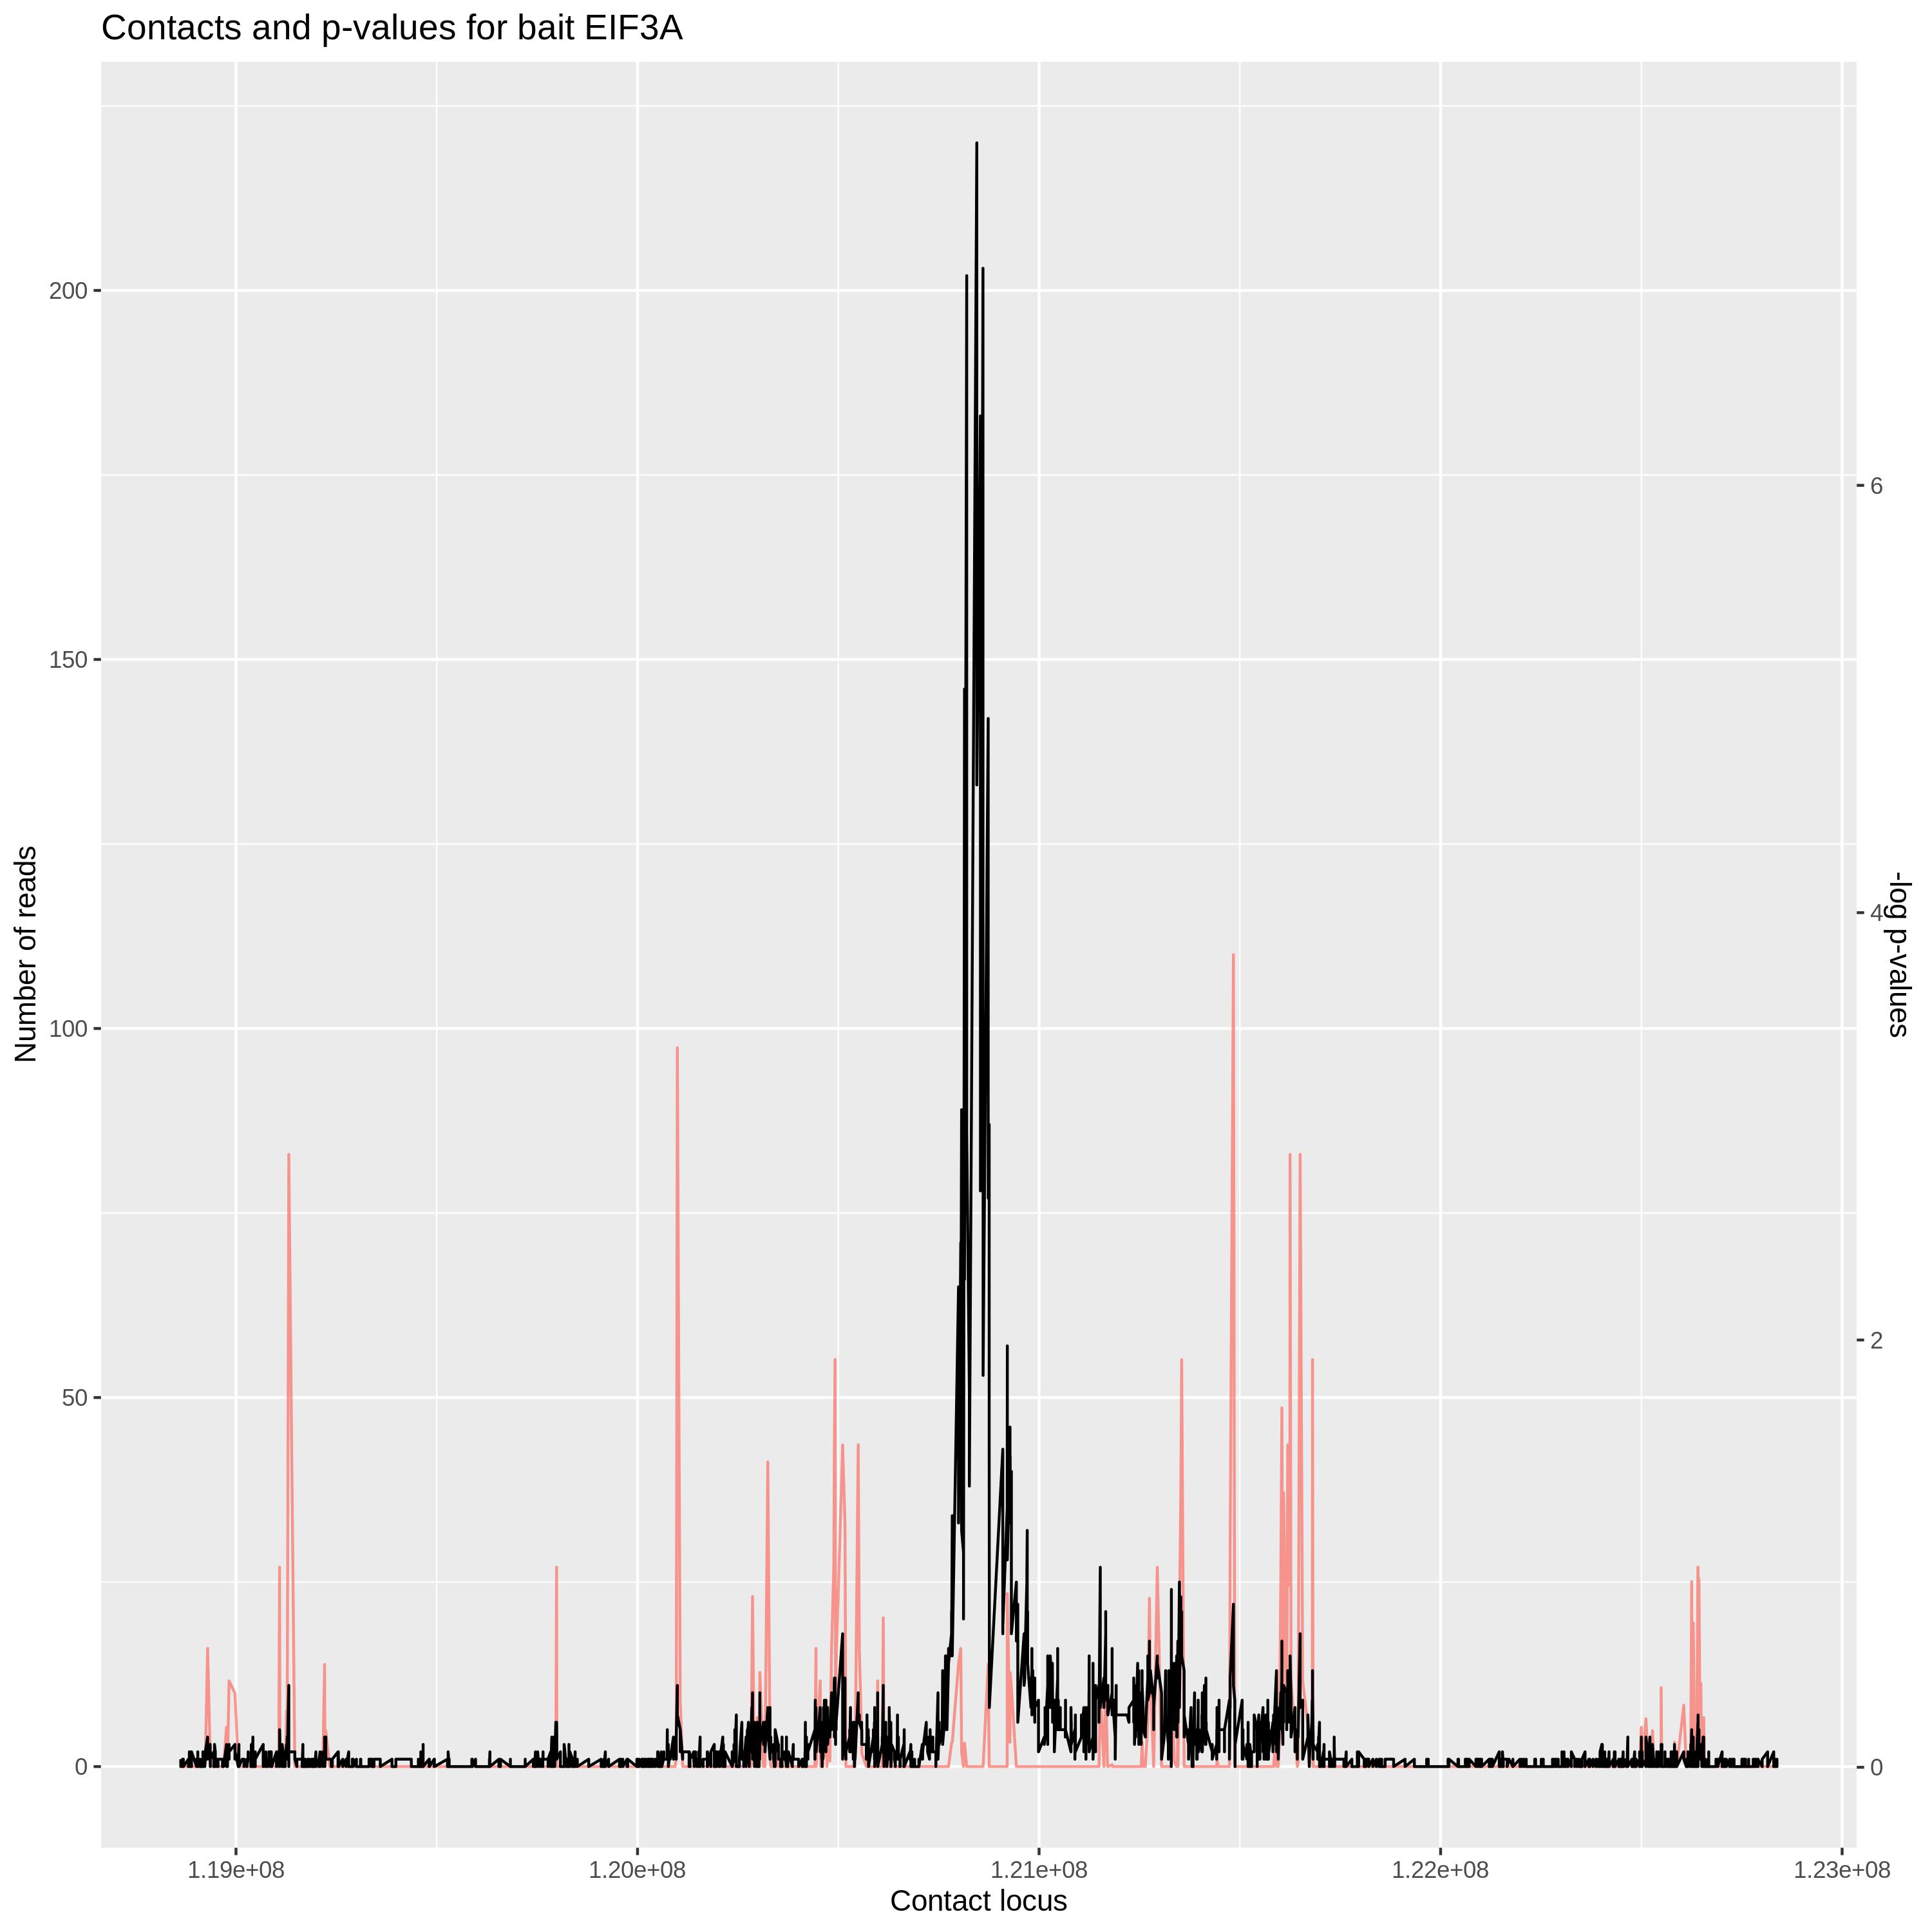 Contacts and p-values for bait EIF3A
200
150
100
50
0
Number of reads
6
4
2
0
-log p-values
1.19e+08
1.20e+08
1.21e+08
1.22e+08
1.23e+08
Contact locus